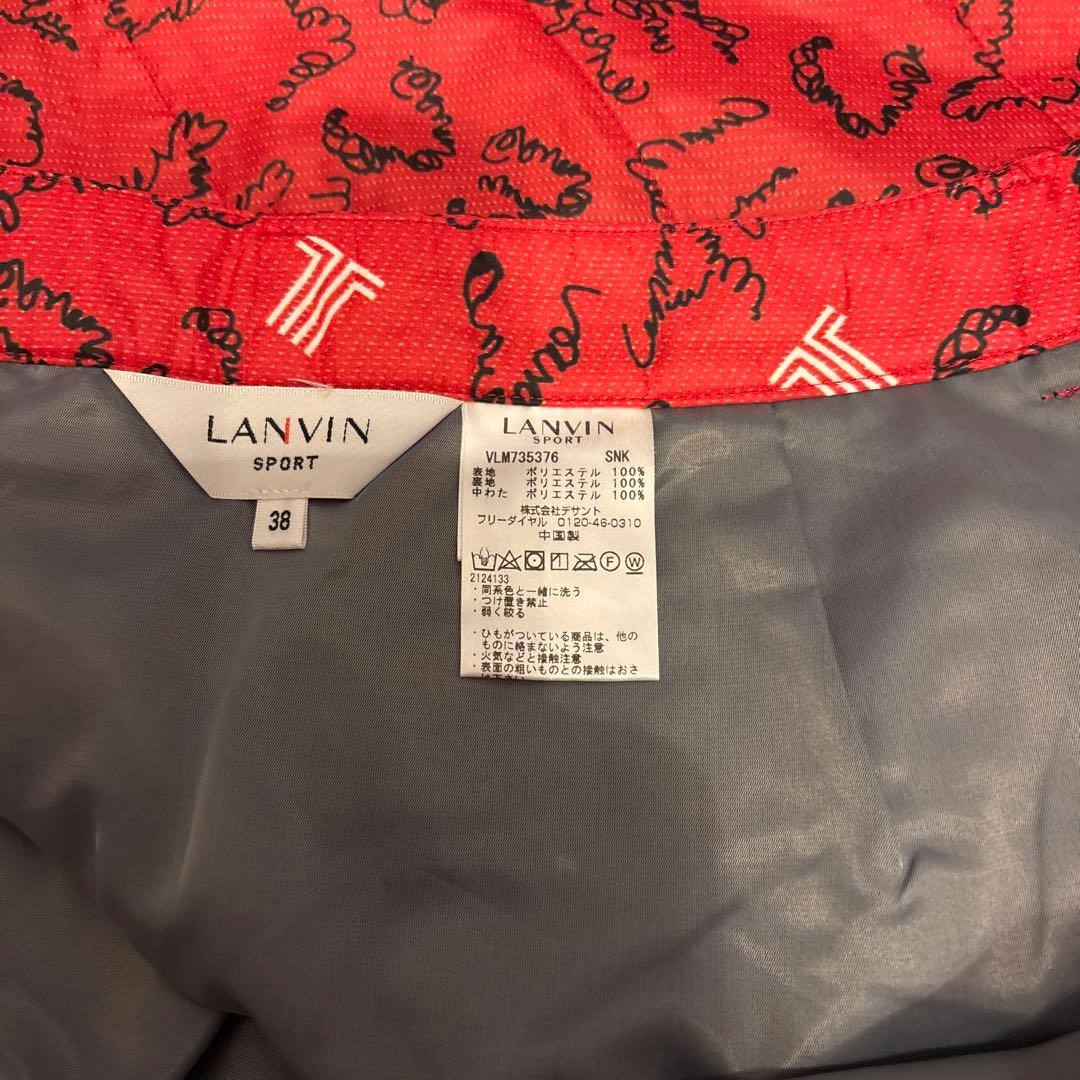 LANVIN
SPORT
38
LANVIN
SPORT
VLM735376 SNK
表地 ポリエステル 100%
裏地 ポリエステル 100%
中わた ポリエステル 100%
株式会社デサント
フリーダイヤル 0120-46-0310
中国製
F W
2124133
・同系色と一緒に洗う
・つけ置き禁止
・弱く絞る
・ひもがついている商品は、他の
ものに絡まないよう注意
・火気などと接触注意
・表面の粗いものとの接触はおさ